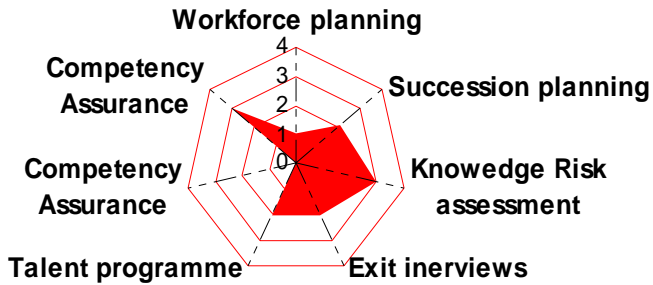 Workforce planning
4
3
2
1
0
Competency
Assurance
Succession planning
Competency
Assurance
Knowedge Risk
assessment
Talent programme
Exit inerviews